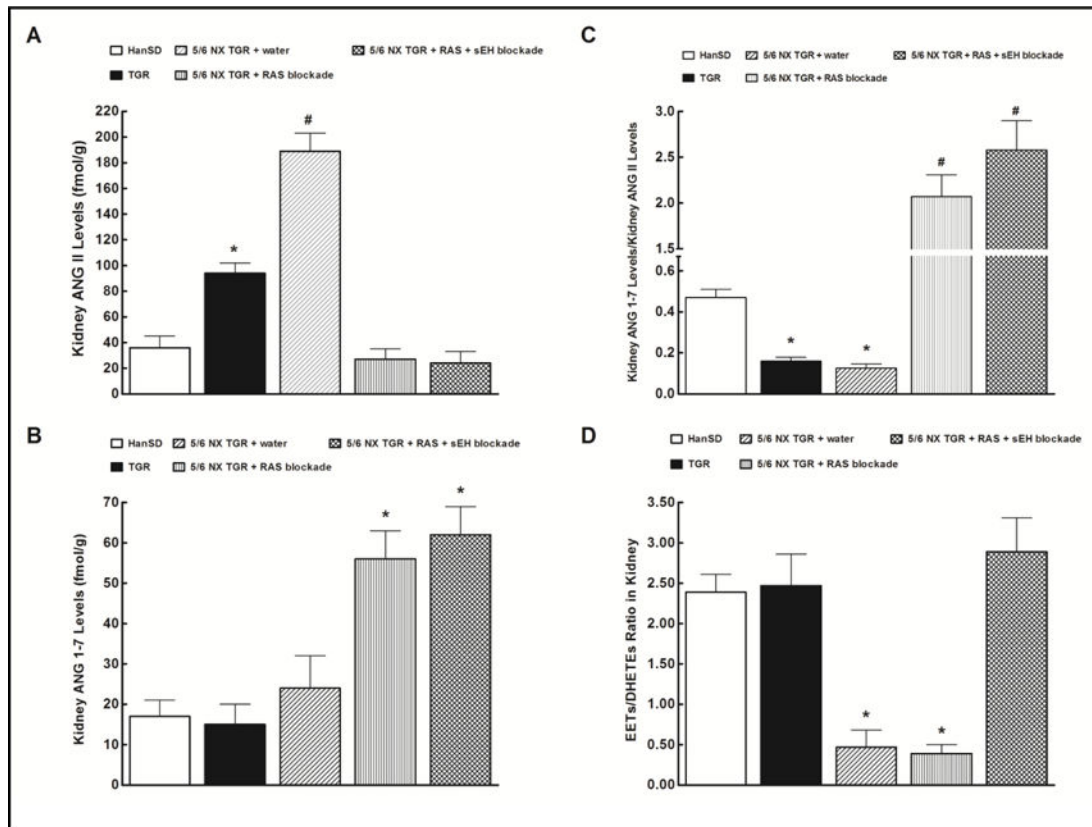 A
HanSD 5/6 NX TGR + water 5/6 NX TGR + RAS + sEH blockade
TGR 5/6 NX TGR + RAS blockade
Kidney ANG II Levels (fmol/g)
220
200
180
160
140
120
100
80
60
40
20
0
*
#
B
HanSD 5/6 NX TGR + water 5/6 NX TGR + RAS + sEH blockade
TGR 5/6 NX TGR + RAS blockade
Kidney ANG 1-7 Levels (fmol/g)
70
60
50
40
30
20
10
0
*
*
C
HanSD 5/6 NX TGR + water 5/6 NX TGR + RAS + sEH blockade
TGR 5/6 NX TGR + RAS blockade
Kidney ANG 1-7 Levels/Kidney ANG II Levels
3.0
2.5
2.0
1.5
0.6
0.4
0.2
0.0
*
*
#
#
D
HanSD 5/6 NX TGR + water 5/6 NX TGR + RAS + sEH blockade
TGR 5/6 NX TGR + RAS blockade
EETs/DHETEs Ratio in Kidney
3.50
3.00
2.50
2.00
1.50
1.00
0.50
0.00
*
*